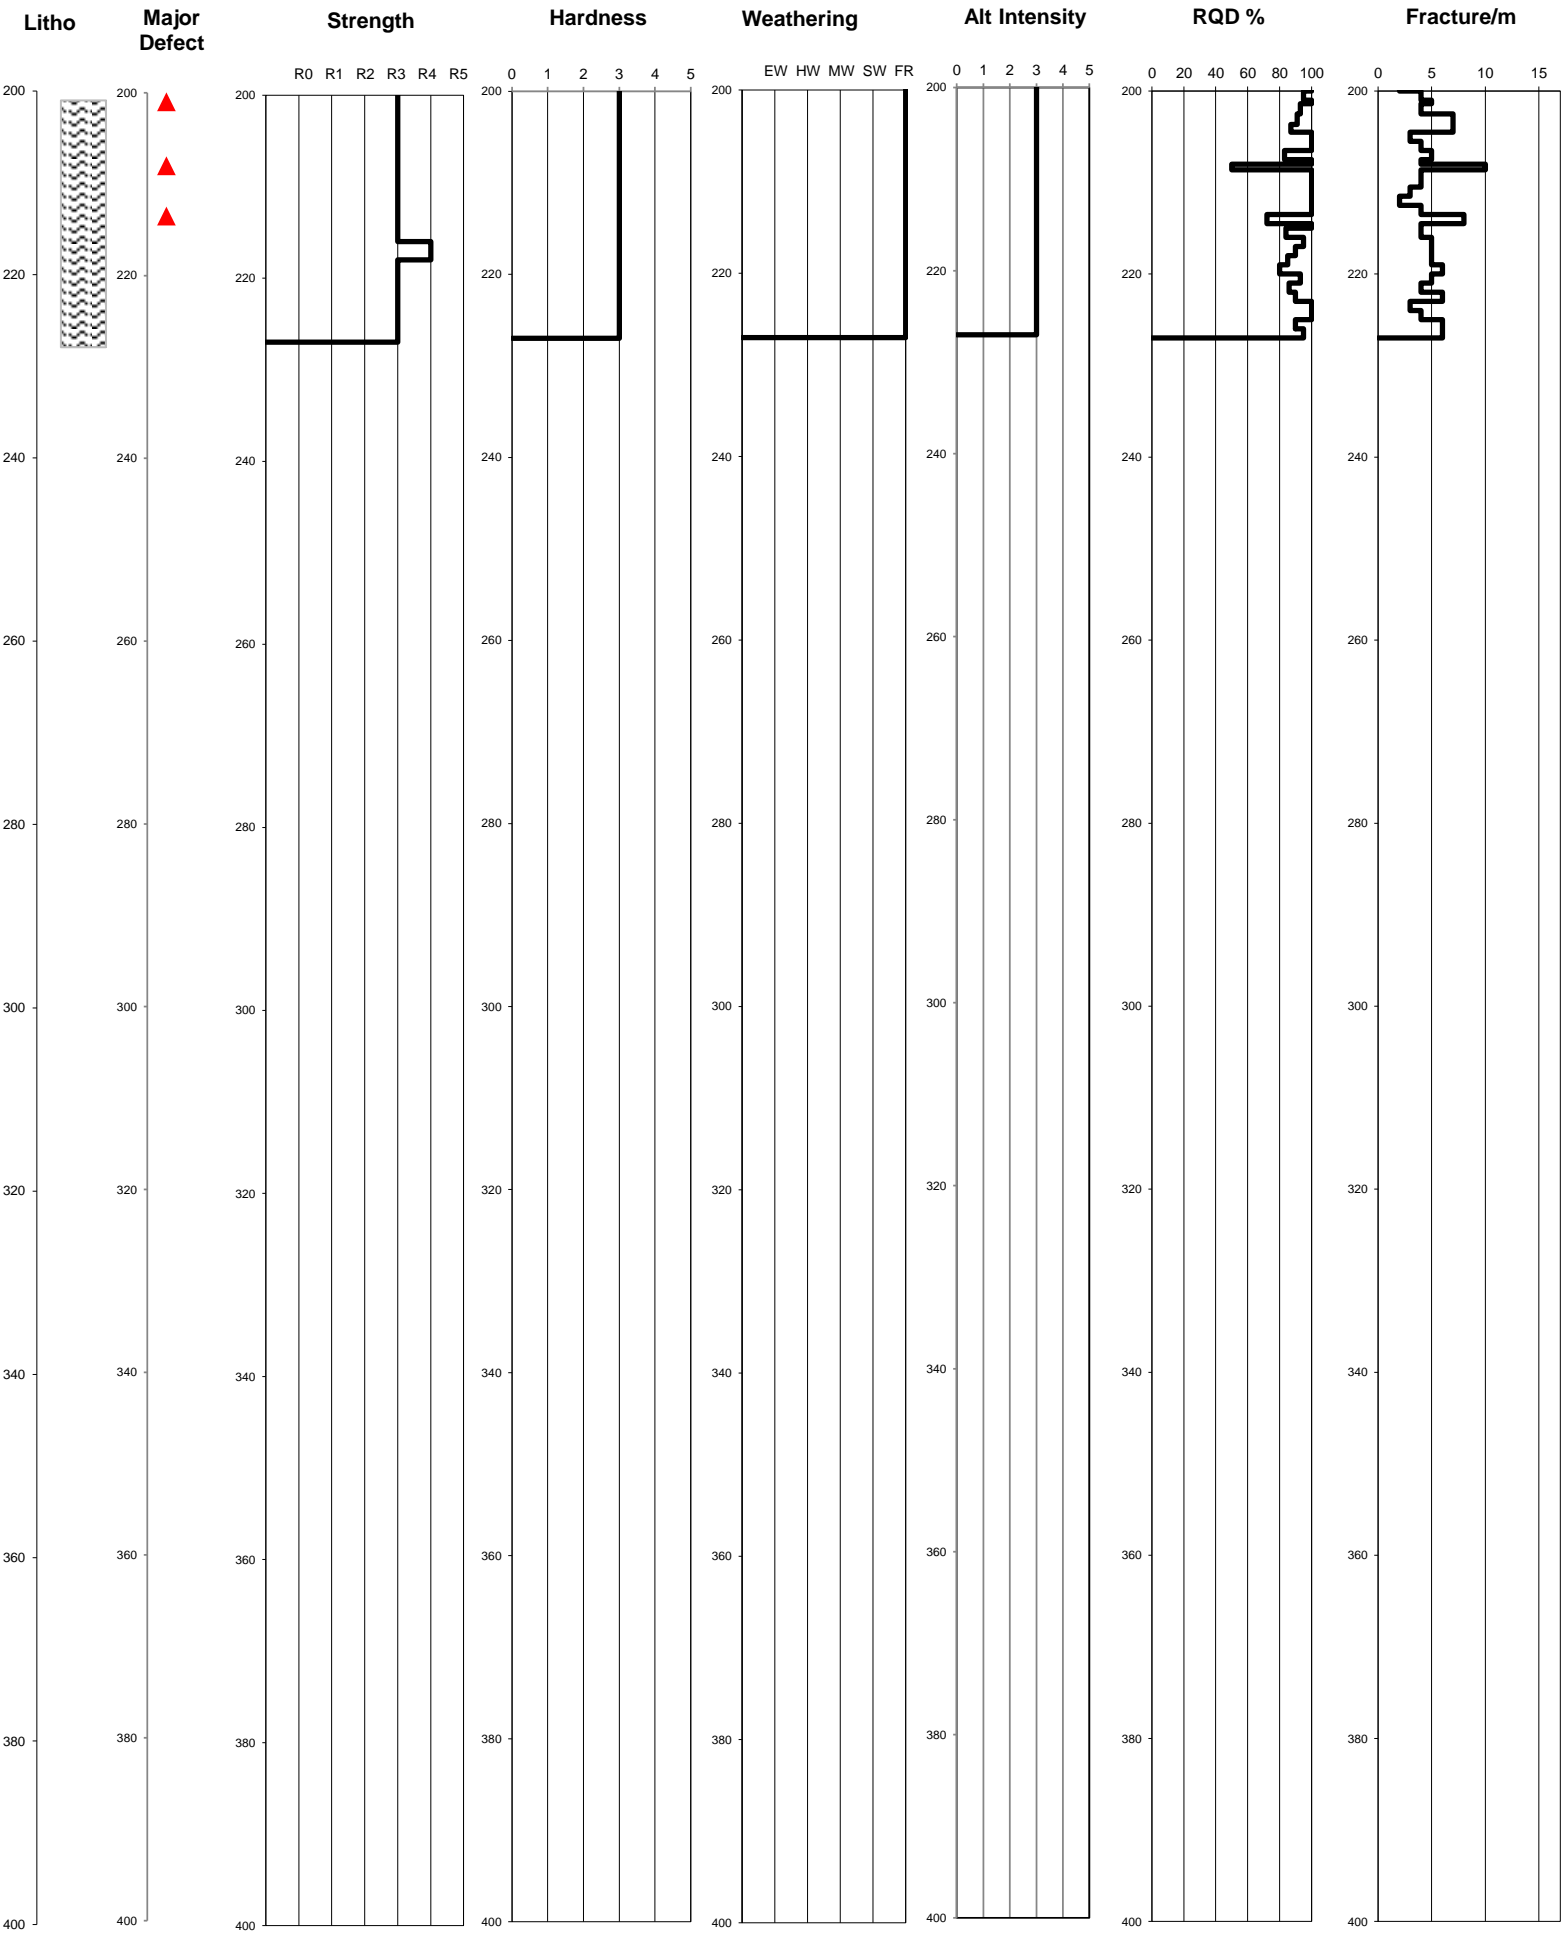 Litho
Major
Defect
Strength
Hardness
Weathering
Alt Intensity
RQD %
Fracture/m
R0 R1 R2 R3 R4 R5
0 1 2 3 4 5
EW HW MW SW FR
0 1 2 3 4 5
0 20 40 60 80 100
0 5 10 15
200 200 200 200 200 200 200 200
220 220 220 220 220 220 220 220
240 240 240 240 240 240 240 240
260 260 260 260 260 260 260 260
280 280 280 280 280 280 280 280
300 300 300 300 300 300 300 300
320 320 320 320 320 320 320 320
340 340 340 340 340 340 340 340
360 360 360 360 360 360 360 360
380 380 380 380 380 380 380 380
400 400 400 400 400 400 400 400